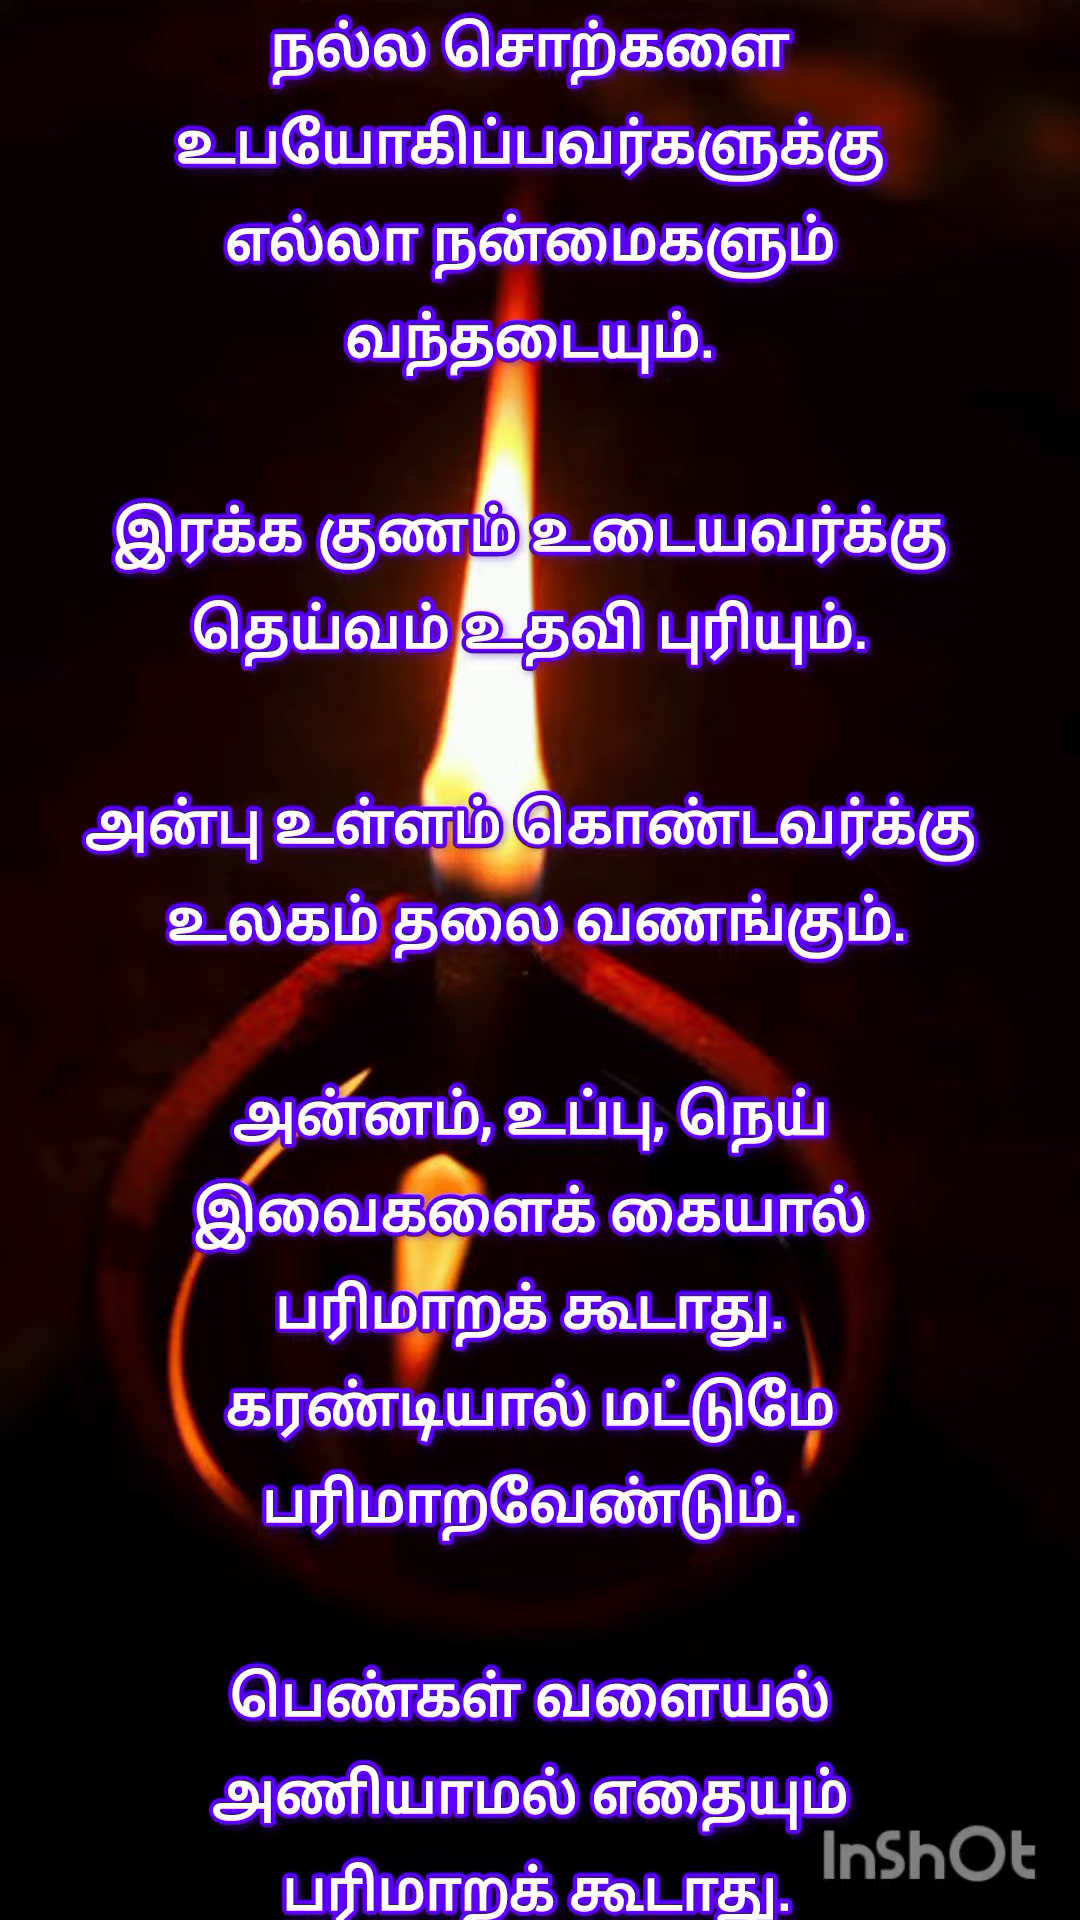 நல்ல சொற்களை
உபயோகிப்பவர்களுக்கு
எல்லா நன்மைகளும்
வந்தடையும்.
இரக்க குணம் உடையவர்க்கு
தெய்வம் உதவி புரியும்.
அன்பு உள்ளம் கொண்டவர்க்கு
உலகம் தலை வணங்கும்.
அன்னம், உப்பு, நெய்
இவைகளைக் கையால்
பரிமாறக் கூடாது.
கரண்டியால் மட்டுமே
பரிமாறவேண்டும்.
பெண்கள் வளையல்
அணியாமல் எதையும்
பரிமாறக் கூடாது.
InShOt